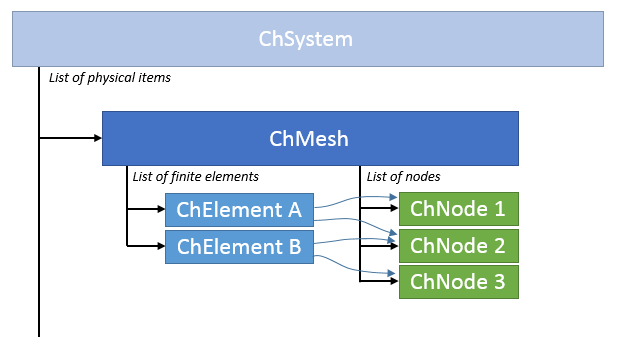 ChSystem
List of physical items
ChMesh
List of finite elements
List of nodes
ChElement A
ChNode 1
ChElement B
ChNode 2
ChNode 3